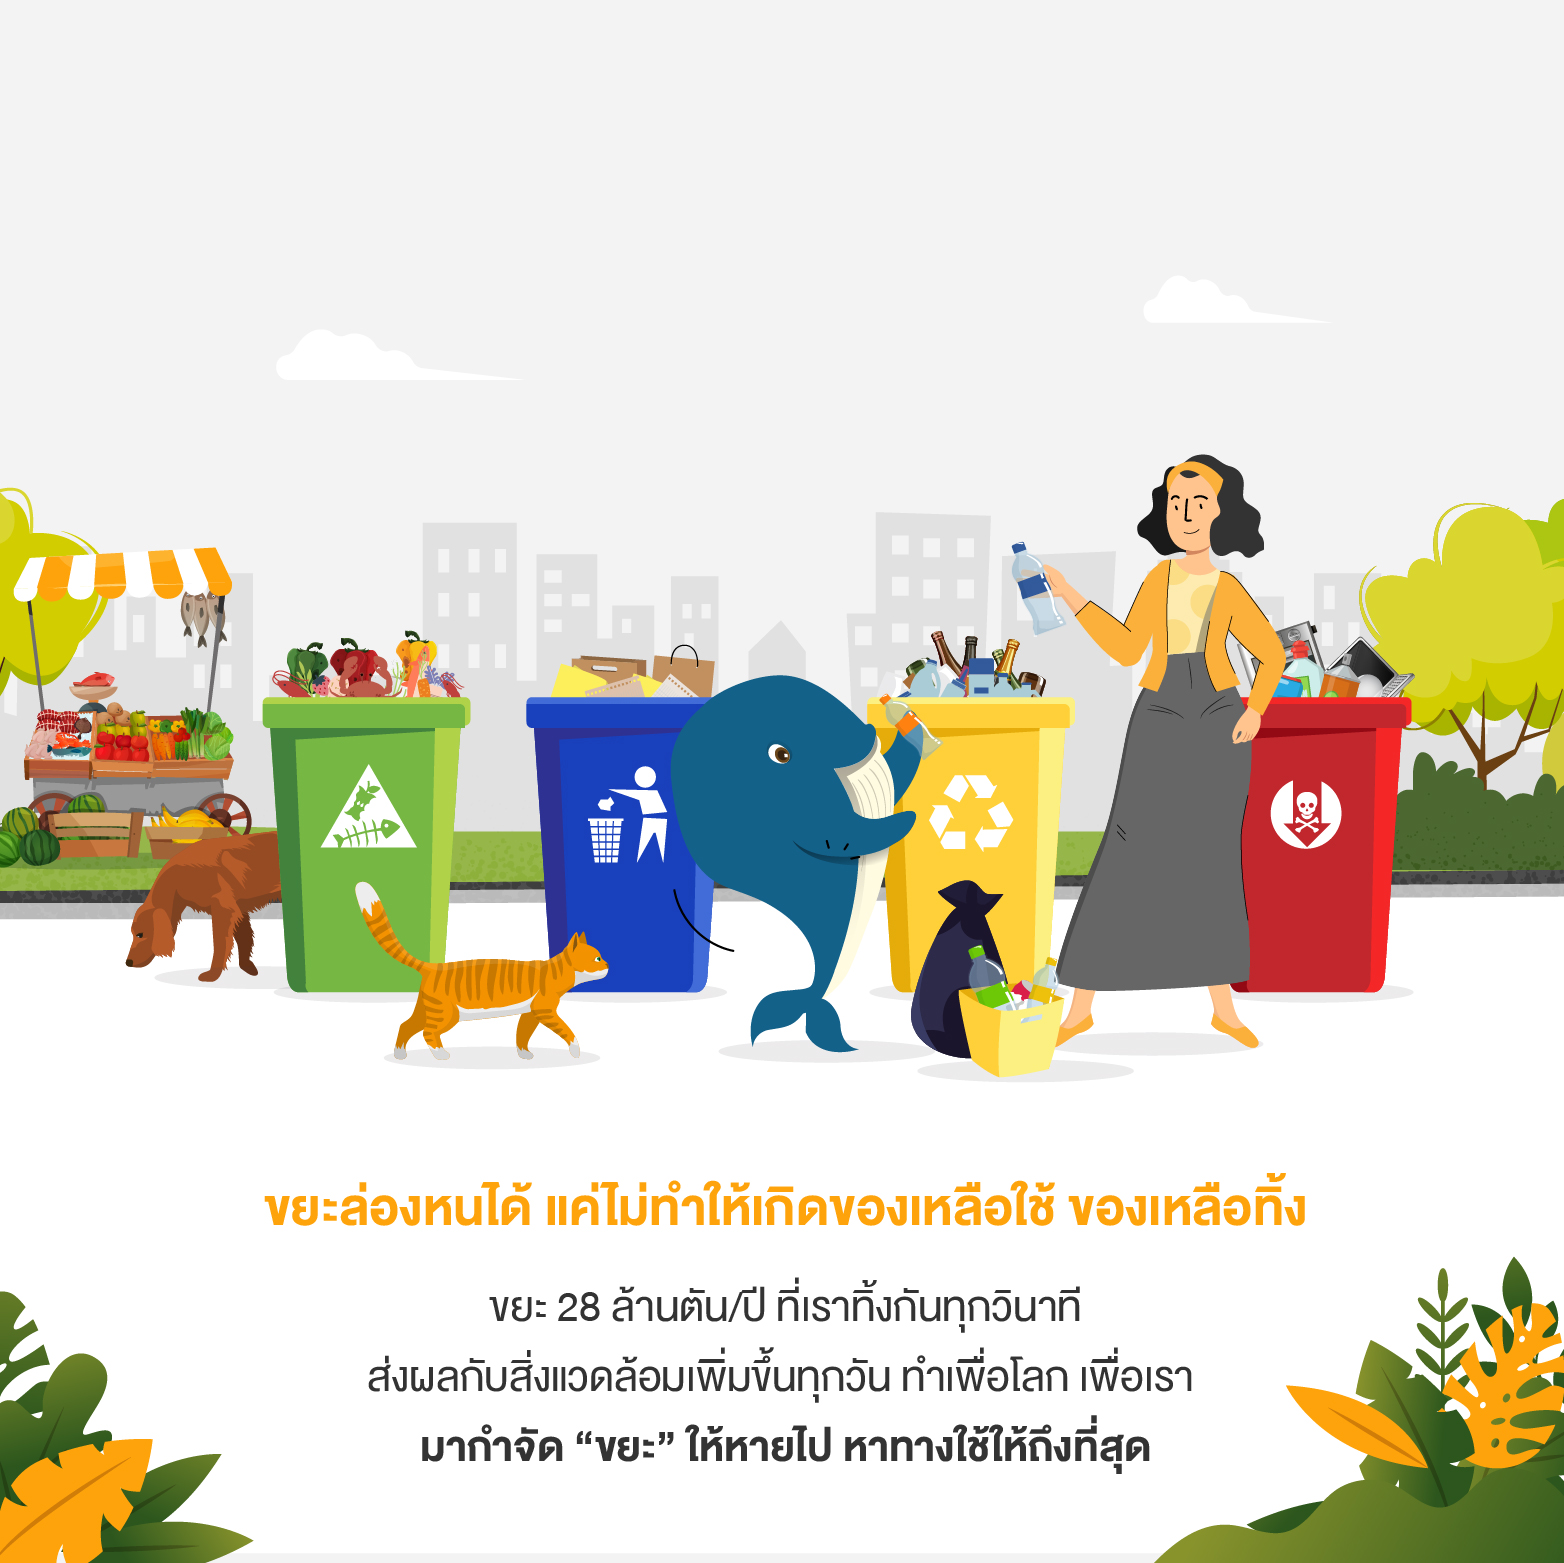 ขยะล่องหนได้ แค่ไม่ทำให้เกิดของเหลือใช้ ของเหลือทิ้ง
ขยะ 28 ล้านตัน/ปี ที่เราทิ้งกันทุกวินาที
ส่งผลกับสิ่งแวดล้อมเพิ่มขึ้นทุกวัน ทำเพื่อโลก เพื่อเรา
มากำจัด “ขยะ” ให้หายไป หาทางใช้ให้ถึงที่สุด